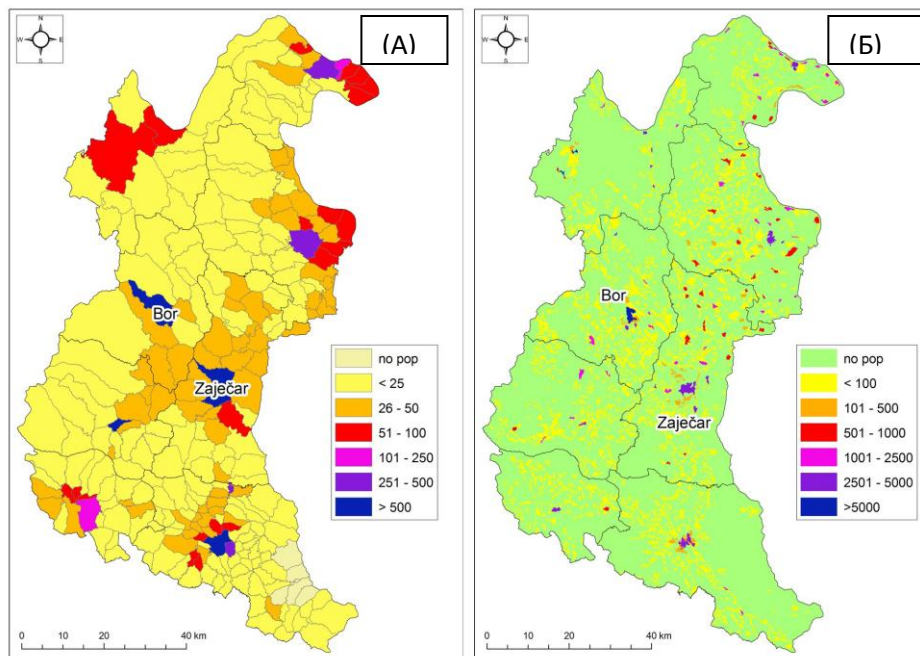 N
W E
S
(А)
Bor
Zaječar
no pop
< 25
26 - 50
51 - 100
101 - 250
251 - 500
> 500
0 10 20 40 km
N
W E
S
(Б)
Bor
Zaječar
no pop
< 100
101 - 500
501 - 1000
1001 - 2500
2501 - 5000
>5000
0 10 20 40 km